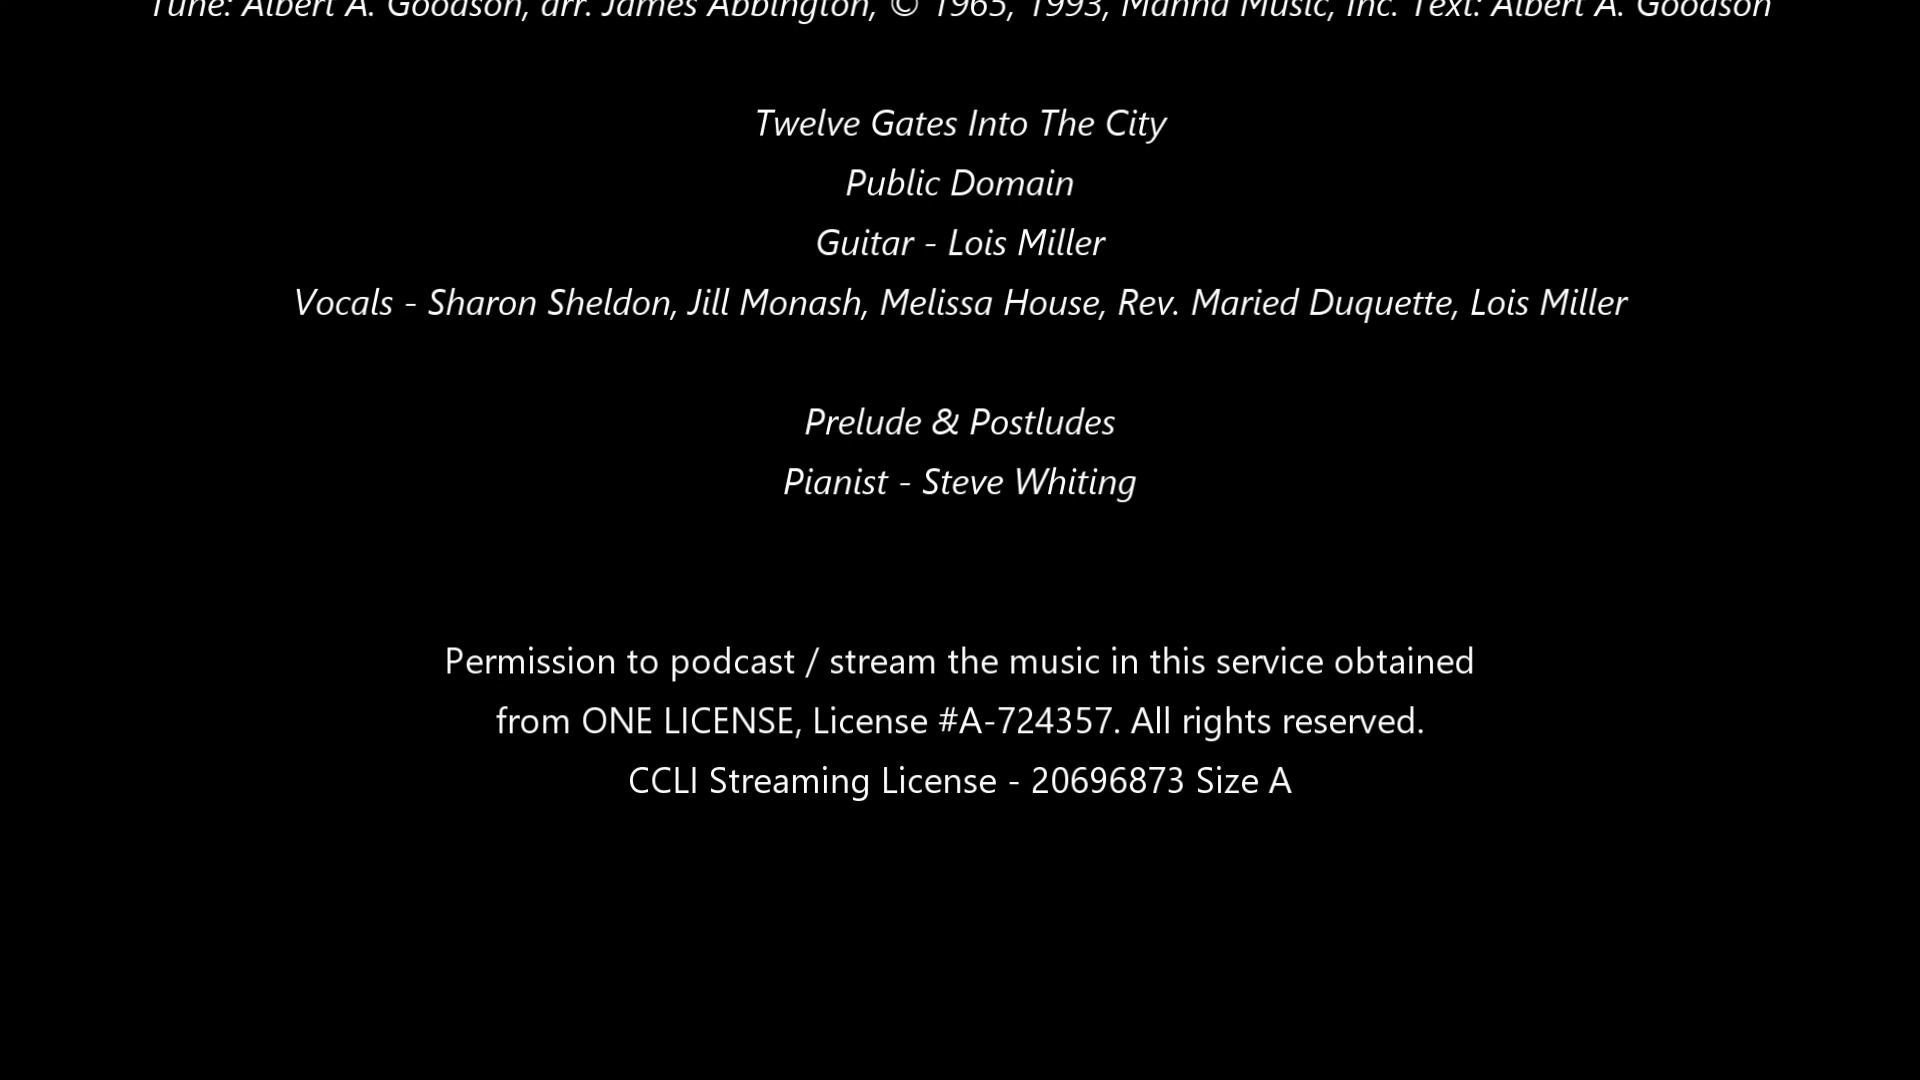 Tune: Albert A. Goodson, arr. James Abbington, © 1965, 1993, Manna Music, Inc. Text: Albert A. Goodson
Twelve Gates Into The City
Public Domain
Guitar - Lois Miller
Vocals - Sharon Sheldon, Jill Monash, Melissa House, Rev. Maried Duquette, Lois Miller
Prelude & Postludes
Pianist - Steve Whiting
Permission to podcast / stream the music in this service obtained
from ONE LICENSE, License #A-724357. All rights reserved.
CCLI Streaming License - 20696873 Size A